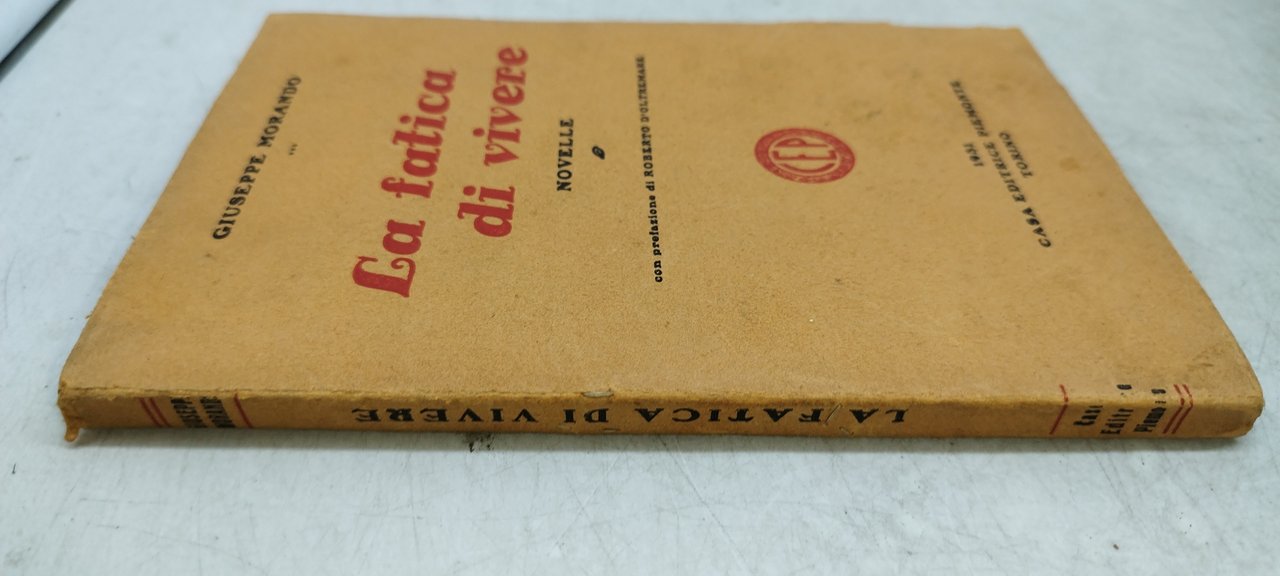 GIUSEPPE MORANDO
La fatica
di vivere
NOVELLE
con prefazione di ROBERTO D'OLTREMARE
CEP
1931
CASA EDITRICE PIEMONTE
TORINO
LA FATICA DI VIVERE